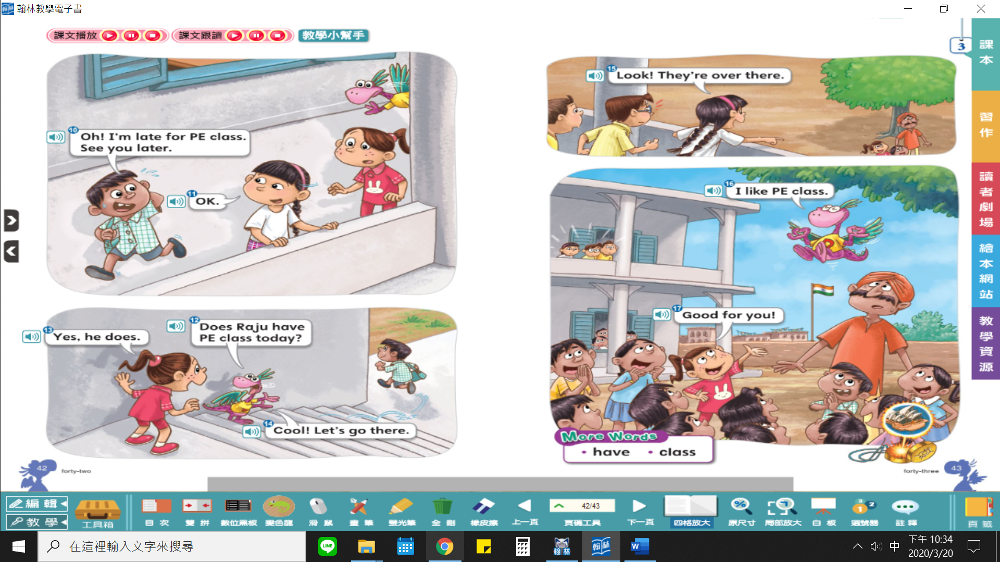 翰林教學電子書
課文播放
課文跟讀
教學小幫手
10
Oh! I'm late for PE class.
See you later.
11
OK.
12
Does Raju have
PE class today?
13
Yes, he does.
14
Cool! Let's go there.
42
forty-two
15
Look! They're over there.
16
I like PE class.
17
Good for you!
More Words
• have • class
forty-three
43
3
課本
習作
讀者劇場
繪本網站
教學資源
編輯
教學
工具箱
目次
雙拼
數位黑板
變色龍
滑鼠
畫筆
螢光筆
全刪
橡皮擦
上一頁
42/43
頁碼工具
下一頁
四格放大
原尺寸
局部放大
白板
選號器
註釋
頁籤
在這裡輸入文字來搜尋
LINE
翰林
翰林
W
中
下午 10:34
2020/3/20